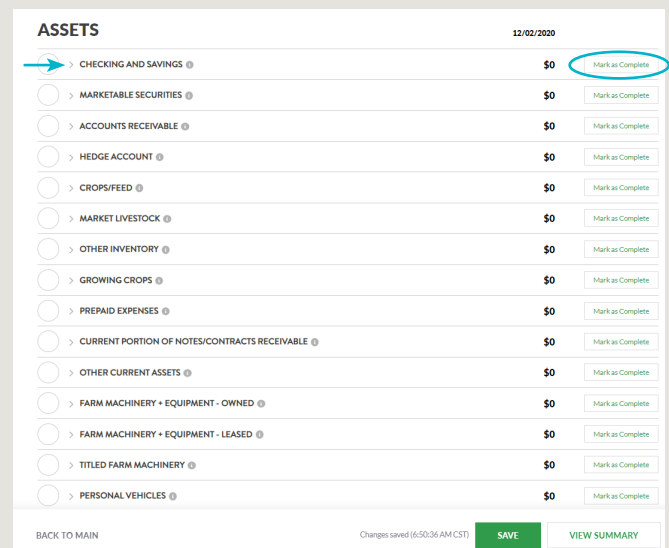 ASSETS 12/02/2020
CHECKING AND SAVINGS i $0 Mark as Complete
MARKETABLE SECURITIES i $0 Mark as Complete
ACCOUNTS RECEIVABLE i $0 Mark as Complete
HEDGE ACCOUNT i $0 Mark as Complete
CROPS/FEED i $0 Mark as Complete
MARKET LIVESTOCK i $0 Mark as Complete
OTHER INVENTORY i $0 Mark as Complete
GROWING CROPS i $0 Mark as Complete
PREPAID EXPENSES i $0 Mark as Complete
CURRENT PORTION OF NOTES/CONTRACTS RECEIVABLE i $0 Mark as Complete
OTHER CURRENT ASSETS i $0 Mark as Complete
FARM MACHINERY + EQUIPMENT - OWNED i $0 Mark as Complete
FARM MACHINERY + EQUIPMENT - LEASED i $0 Mark as Complete
TITLED FARM MACHINERY i $0 Mark as Complete
PERSONAL VEHICLES i $0 Mark as Complete
BACK TO MAIN Changes saved (6:50:36 AM CST) SAVE VIEW SUMMARY